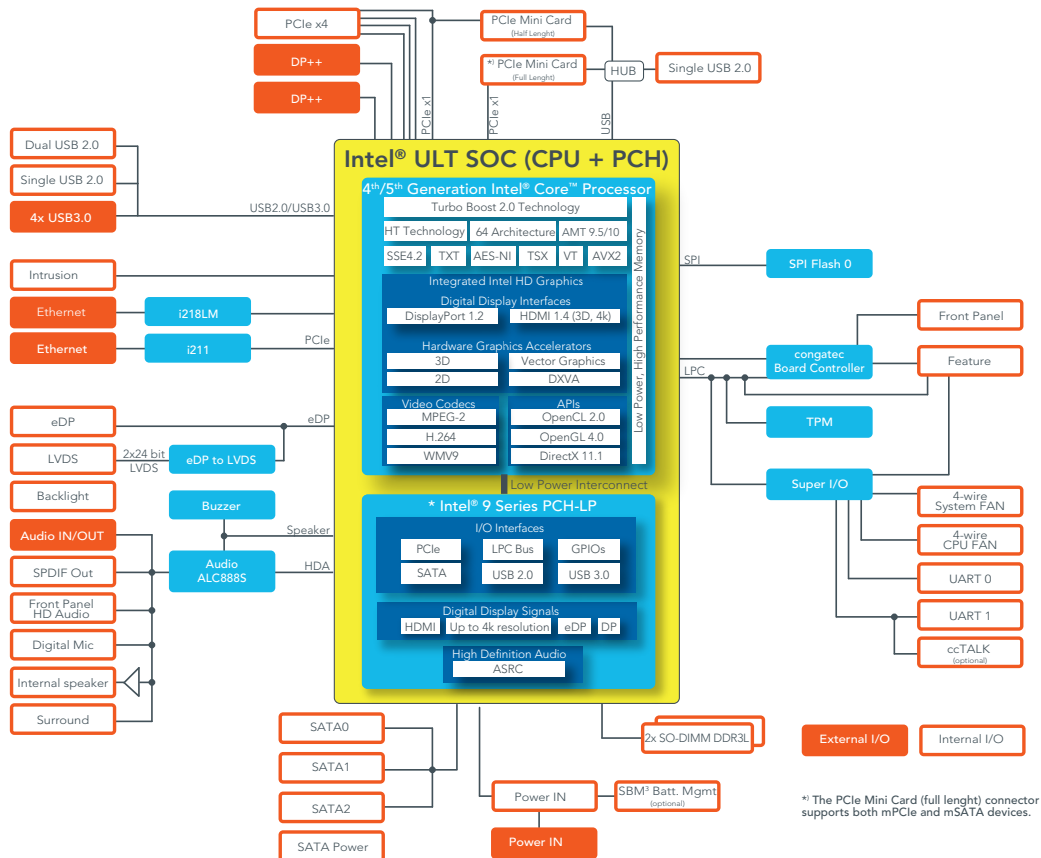 PCIe x4
DP++
DP++
PCIe Mini Card
(Half Lenght)
*) PCIe Mini Card
(Full Lenght)
HUB
Single USB 2.0
PCIe x1
PCIe x1
USB
Dual USB 2.0
Single USB 2.0
4x USB3.0
USB2.0/USB3.0
Intrusion
Ethernet
i218LM
Ethernet
i211
PCIe
eDP
eDP
LVDS
2x24 bit
LVDS
eDP to LVDS
Backlight
Buzzer
Speaker
Audio IN/OUT
Audio
ALC888S
HDA
SPDIF Out
Front Panel
HD Audio
Digital Mic
Internal speaker
Surround
Intel® ULT SOC (CPU + PCH)
4th/5th Generation Intel® Core™ Processor
Turbo Boost 2.0 Technology
HT Technology
64 Architecture
AMT 9.5/10
SSE4.2
TXT
AES-NI
TSX
VT
AVX2
Low Power, High Performance Memory
Integrated Intel HD Graphics
Digital Display Interfaces
DisplayPort 1.2
HDMI 1.4 (3D, 4k)
Hardware Graphics Accelerators
3D
Vector Graphics
2D
DXVA
Video Codecs
MPEG-2
H.264
WMV9
APIs
OpenCL 2.0
OpenGL 4.0
DirectX 11.1
Low Power Interconnect
* Intel® 9 Series PCH-LP
I/O Interfaces
PCIe
LPC Bus
GPIOs
SATA
USB 2.0
USB 3.0
Digital Display Signals
HDMI
Up to 4k resolution
eDP
DP
High Definition Audio
ASRC
SPI
SPI Flash 0
LPC
congatec
Board Controller
Front Panel
Feature
TPM
Super I/O
4-wire
System FAN
4-wire
CPU FAN
UART 0
UART 1
ccTALK
(optional)
SATA0
SATA1
SATA2
SATA Power
Power IN
SBM³ Batt. Mgmt
(optional)
Power IN
2x SO-DIMM DDR3L
External I/O
Internal I/O
*) The PCIe Mini Card (full lenght) connector
supports both mPCIe and mSATA devices.